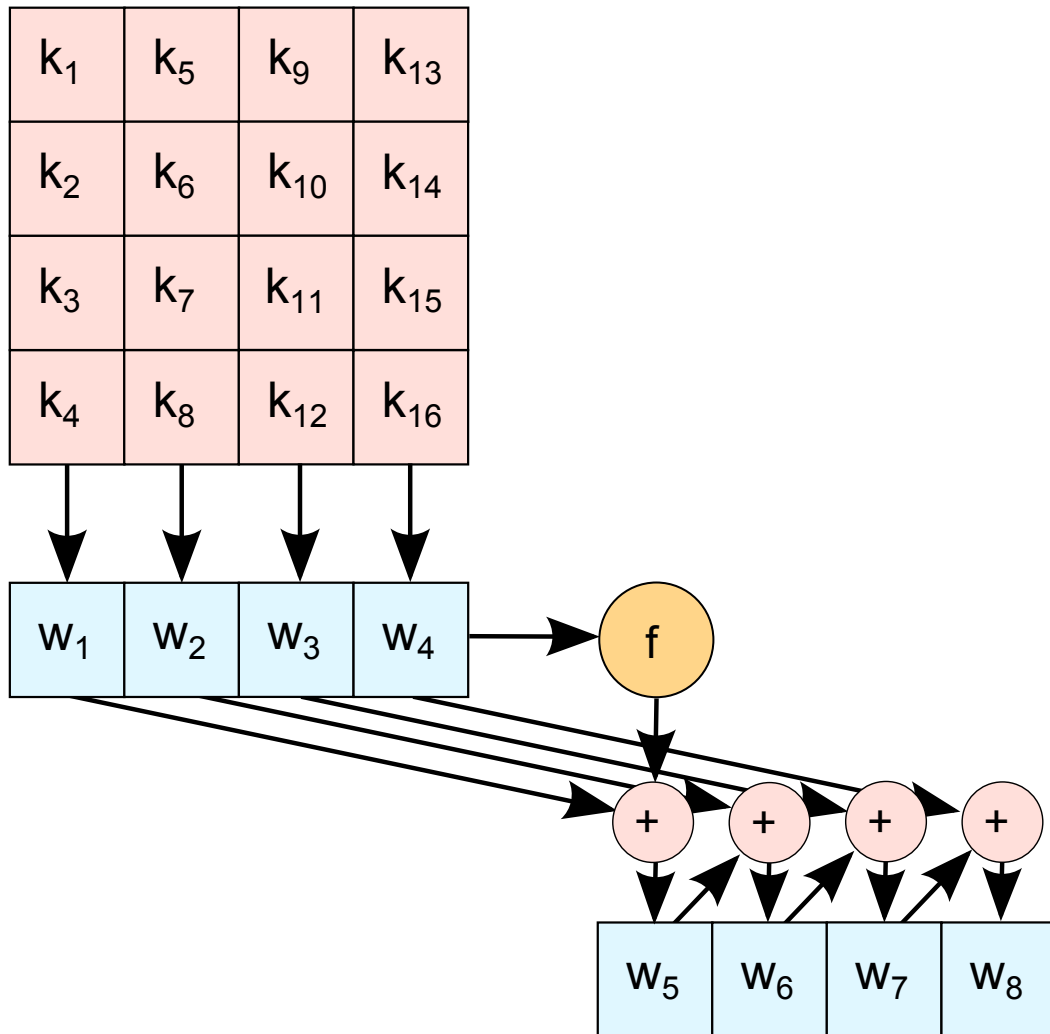 k₁ k₅ k₉ k₁₃
k₂ k₆ k₁₀ k₁₄
k₃ k₇ k₁₁ k₁₅
k₄ k₈ k₁₂ k₁₆
w₁ w₂ w₃ w₄ f
+ + + +
w₅ w₆ w₇ w₈